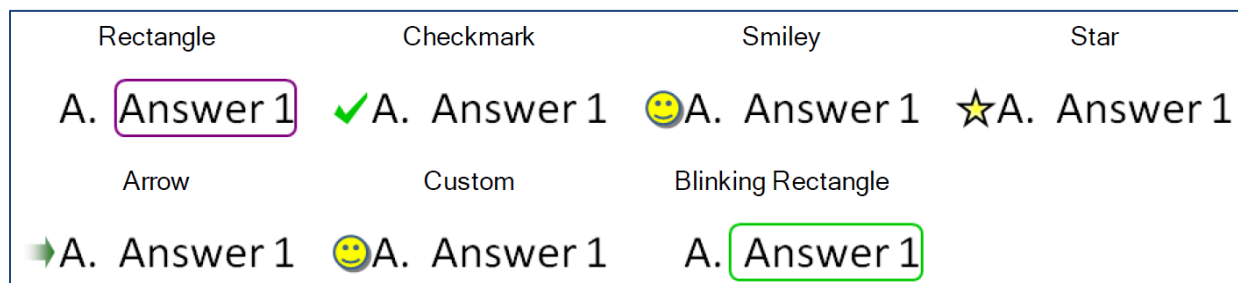 Rectangle Checkmark Smiley Star
A. Answer 1 A. Answer 1 A. Answer 1 A. Answer 1
Arrow Custom Blinking Rectangle
A. Answer 1 A. Answer 1 A. Answer 1